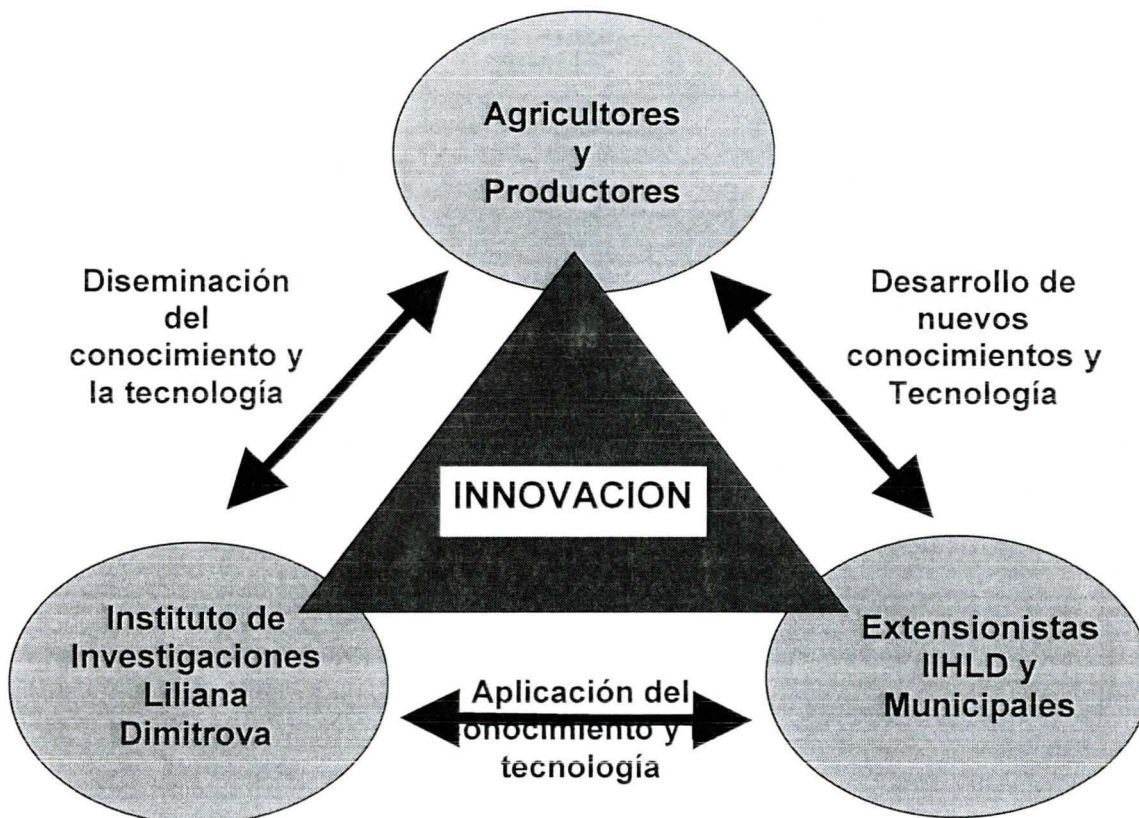 Agricultores
y
Productores
Diseminación
del
conocimiento y
la tecnología
Desarrollo de
nuevos
conocimientos y
Tecnología
INNOVACION
Instituto de
Investigaciones
Liliana
Dimitrova
Aplicación del
onocimiento y
tecnología
Extensionistas
IIHLD y
Municipales